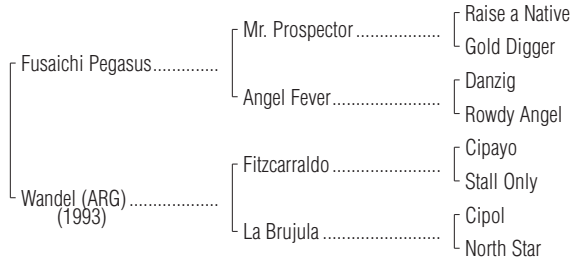 Raise a Native
Mr. Prospector ..................
Gold Digger
Fusaichi Pegasus..............
Danzig
Angel Fever.......................
Rowdy Angel
Cipayo
Fitzcarraldo .......................
Stall Only
Wandel (ARG) ...................
(1993)
Cipol
La Brujula .........................
North Star